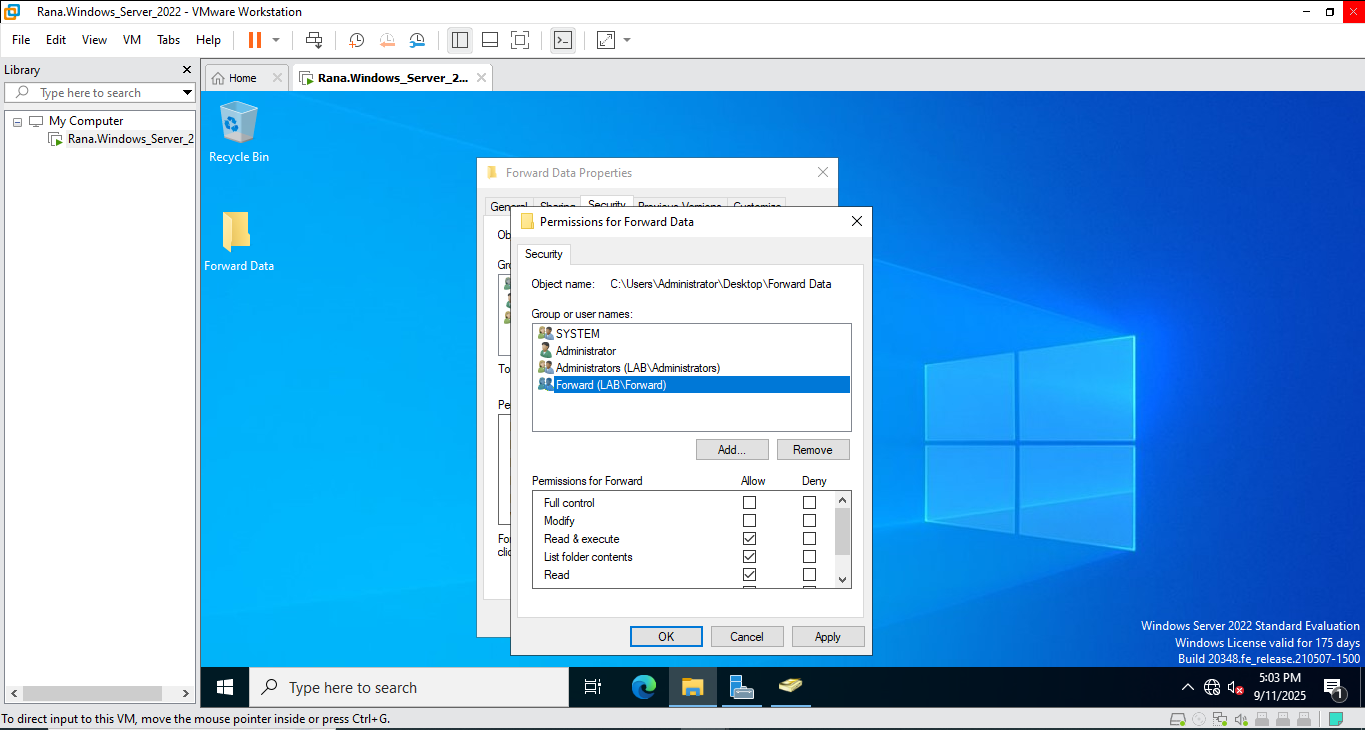 Rana.Windows_Server_2022 - VMware Workstation
File Edit View VM Tabs Help
Library
Type here to search
My Computer
Rana.Windows_Server_2
Home
Rana.Windows_Server_2...
Recycle Bin
Forward Data
Forward Data Properties
General Sharing Security Previous Versions Customize
Permissions for Forward Data
Security
Object name: C:\Users\Administrator\Desktop\Forward Data
Group or user names:
SYSTEM
Administrator
Administrators (LAB\Administrators)
Forward (LAB\Forward)
Add...
Remove
Permissions for Forward Allow Deny
Full control
Modify
Read & execute
List folder contents
Read
OK Cancel Apply
Windows Server 2022 Standard Evaluation
Windows License valid for 175 days
Build 20348.fe_release.210507-1500
Type here to search
5:03 PM
9/11/2025
1
To direct input to this VM, move the mouse pointer inside or press Ctrl+G.